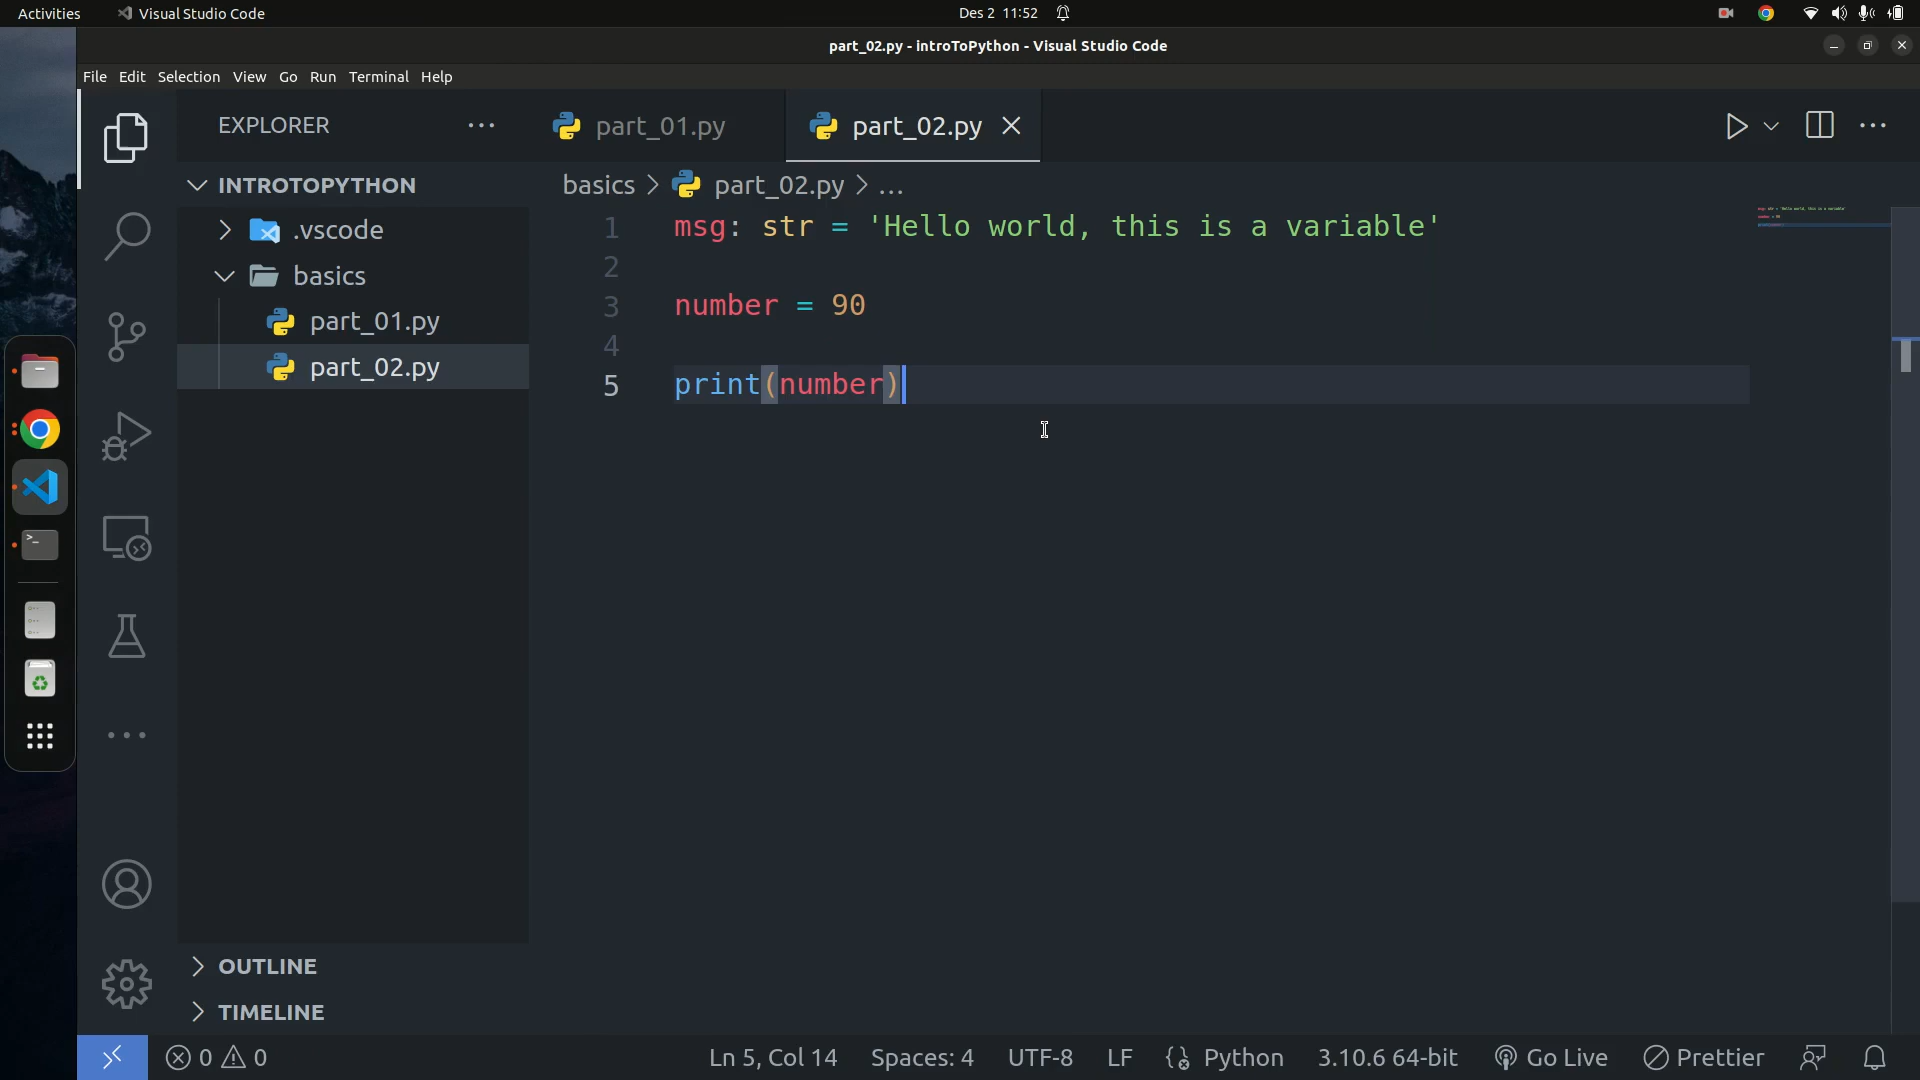 Activities
Visual Studio Code
Des 2 11:52
part_02.py - introToPython - Visual Studio Code
File Edit Selection View Go Run Terminal Help
EXPLORER
part_01.py
part_02.py
INTROTOPYTHON
basics > part_02.py > ...
.vscode
basics
part_01.py
part_02.py
1 msg: str = 'Hello world, this is a variable'
2
3 number = 90
4
5 print(number)
OUTLINE
TIMELINE
0 0
Ln 5, Col 14
Spaces: 4
UTF-8
LF
Python
3.10.6 64-bit
Go Live
Prettier